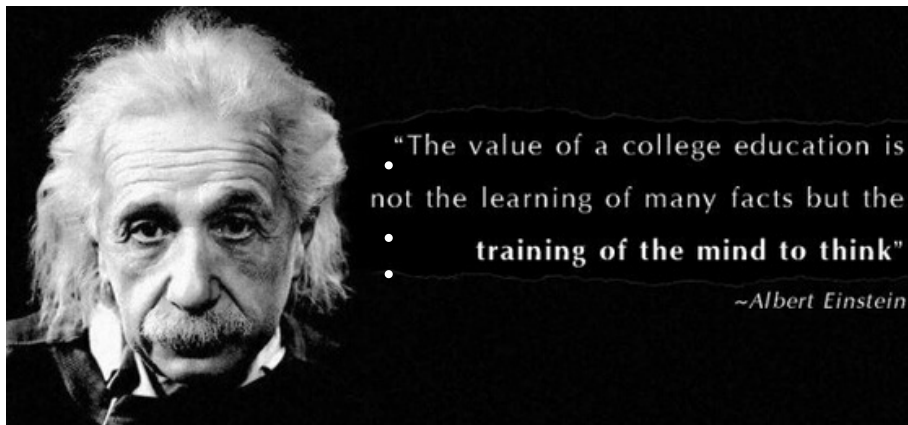 “The value of a college education is
not the learning of many facts but the
training of the mind to think”
~Albert Einstein